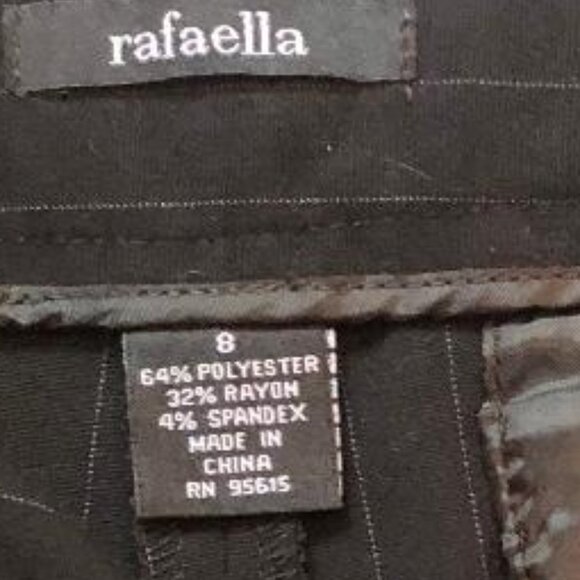 rafaella
8
64% POLYESTER
32% RAYON
4% SPANDEX
MADE IN
CHINA
RN 95615